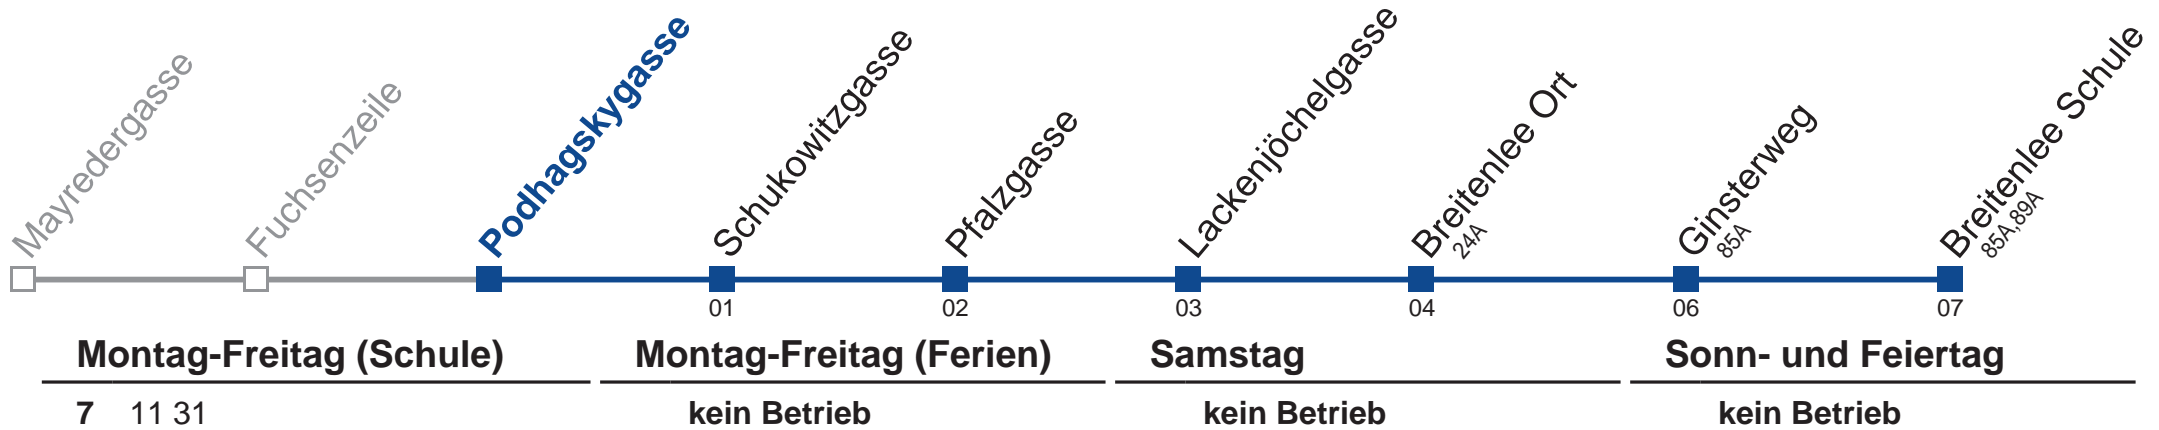 Mayredergasse
Fuchsenzeile
Podhagskygasse
Schukowitzgasse
Pfalzgasse
Lackenjöchelgasse
Breitenlee Ort
24A
Ginsterweg
85A
Breitenlee Schule
85A,89A
01 02 03 04 06 07
Montag-Freitag (Schule) Montag-Freitag (Ferien) Samstag Sonn- und Feiertag
7 11 31 kein Betrieb kein Betrieb kein Betrieb